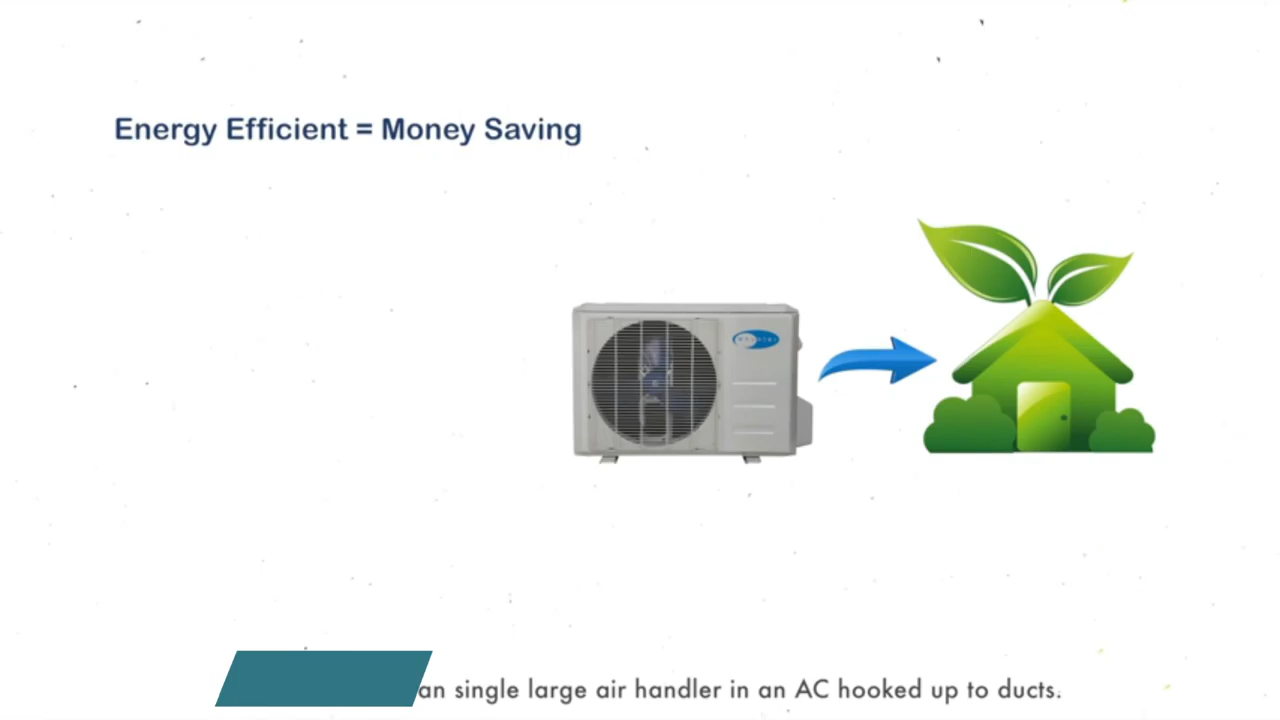 Energy Efficient = Money Saving
an single large air handler in an AC hooked up to ducts.